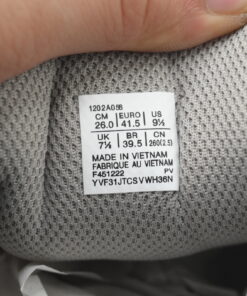 1202A056
CM EURO US
26.0 41.5 9½
UK BR CN
7½ 39.5 260(2.5)
MADE IN VIETNAM
FABRIQUE AU VIETNAM
F451222 PV
YVF31JTCSVWH36N